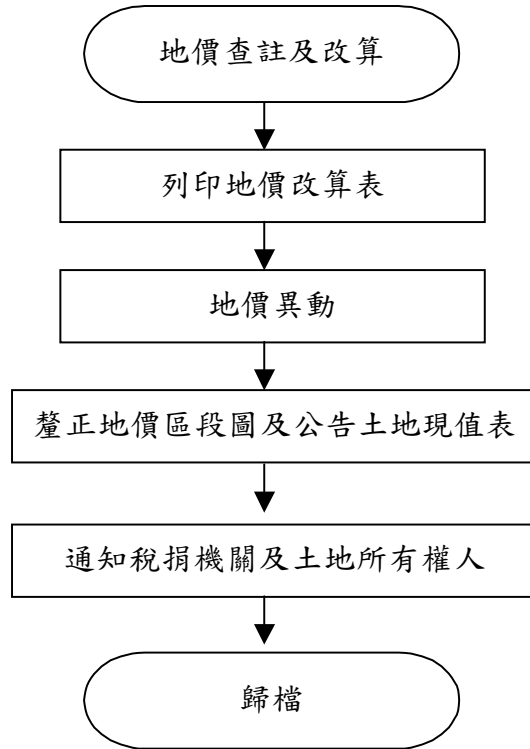 地價查註及改算
列印地價改算表
地價異動
釐正地價區段圖及公告土地現值表
通知稅捐機關及土地所有權人
歸檔